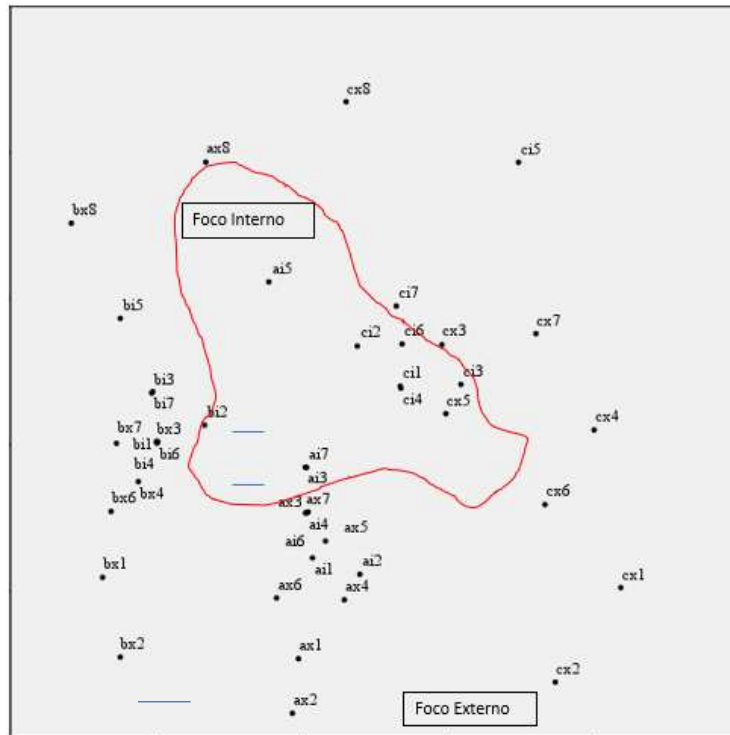 cx8
ax8
ci5
Foco Interno
bx8
ai5
ci7
bi5
ci6
cx3
cx7
ci2
bi3
ci1
ci3
bi7
ci4
cx5
bi2
cx4
bx7
bx3
bi1
bi6
ai7
bi4
ai3
bx4
bx6
ax3
ax7
cx6
ai4
ax5
ai6
ai1
ai2
bx1
ax6
ax4
cx1
bx2
ax1
cx2
ax2
Foco Externo